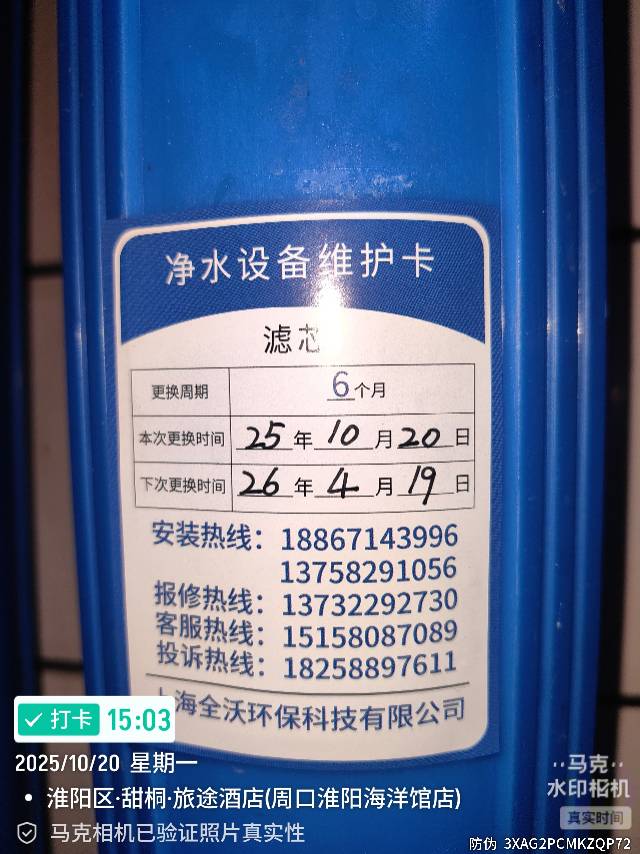 净水设备维护卡
滤芯
更换周期 6个月
本次更换时间 25年10月20日
下次更换时间 26年4月19日
安装热线：18867143996
13758291056
报修热线：13732292730
客服热线：15158087089
投诉热线：18258897611
上海全沃环保科技有限公司
打卡 15:03
2025/10/20 星期一
淮阳区·甜桐·旅途酒店(周口淮阳海洋馆店)
马克相机已验证照片真实性
马克
水印相机
真实时间
防伪 3XAG2PCMKZQP72